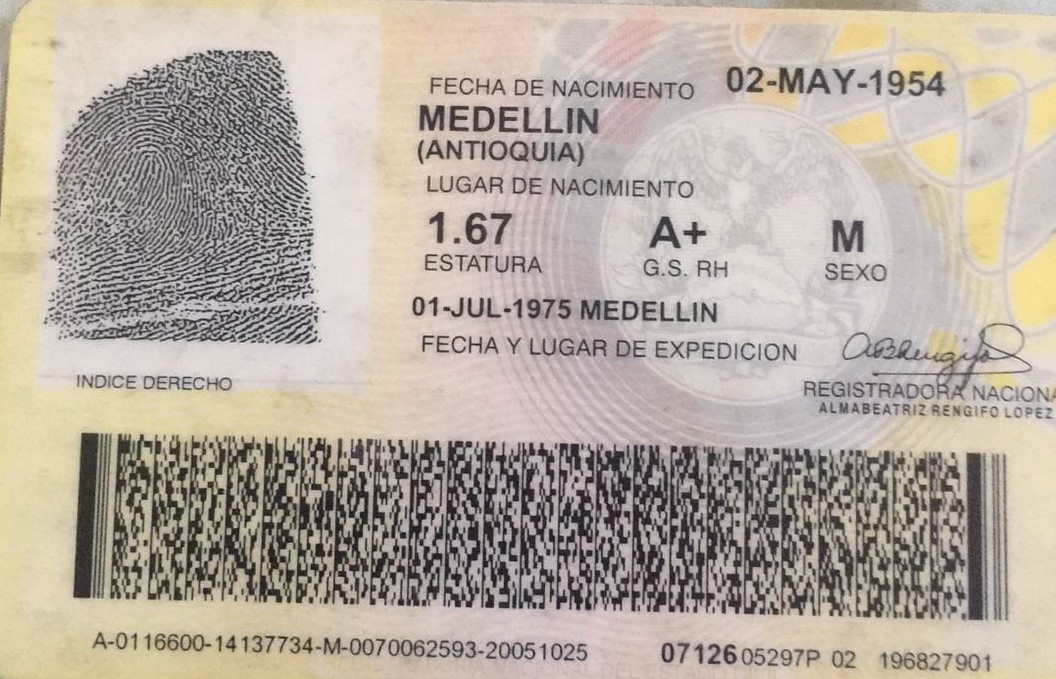 FECHA DE NACIMIENTO 02-MAY-1954
MEDELLIN
(ANTIOQUIA)
LUGAR DE NACIMIENTO
1.67 A+ M
ESTATURA G.S. RH SEXO
01-JUL-1975 MEDELLIN
FECHA Y LUGAR DE EXPEDICION
INDICE DERECHO
REGISTRADORA NACIONA
ALMABEATRIZ RENGIFO LOPEZ
A-0116600-14137734-M-0070062593-20051025 07126 05297P 02 196827901